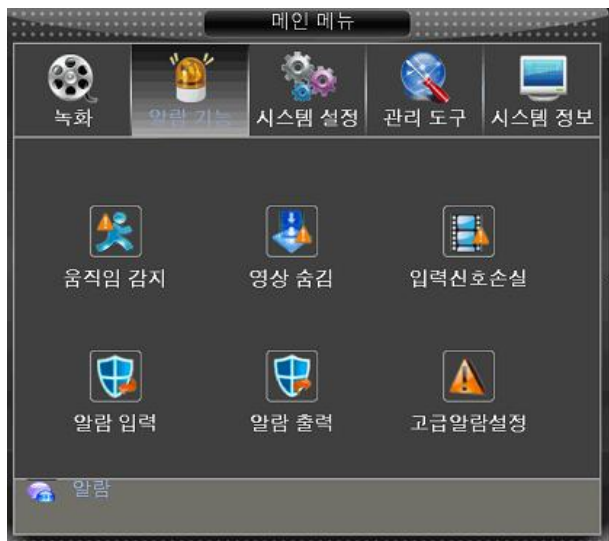 메인 메뉴
녹화 알람 기능 시스템 설정 관리 도구 시스템 정보
움직임 감지 영상 숨김 입력신호손실
알람 입력 알람 출력 고급알람설정
알람